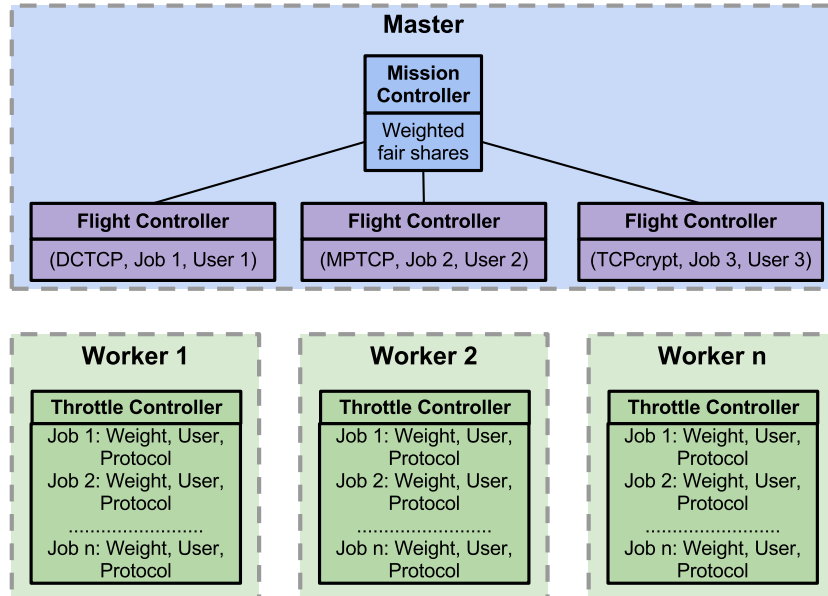 Master
Mission
Controller
Weighted
fair shares
Flight Controller
(DCTCP, Job 1, User 1)
Flight Controller
(MPTCP, Job 2, User 2)
Flight Controller
(TCPcrypt, Job 3, User 3)
Worker 1
Throttle Controller
Job 1: Weight, User,
Protocol
Job 2: Weight, User,
Protocol
........................
Job n: Weight, User,
Protocol
Worker 2
Throttle Controller
Job 1: Weight, User,
Protocol
Job 2: Weight, User,
Protocol
........................
Job n: Weight, User,
Protocol
Worker n
Throttle Controller
Job 1: Weight, User,
Protocol
Job 2: Weight, User,
Protocol
........................
Job n: Weight, User,
Protocol